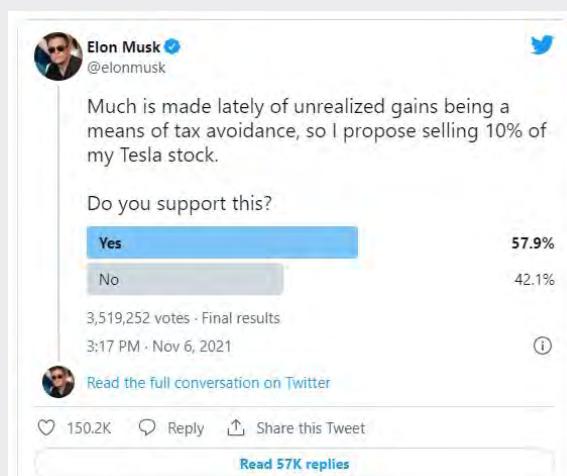 Elon Musk
@elonmusk
Much is made lately of unrealized gains being a
means of tax avoidance, so I propose selling 10% of
my Tesla stock.
Do you support this?
Yes 57.9%
No 42.1%
3,519,252 votes · Final results
3:17 PM · Nov 6, 2021
Read the full conversation on Twitter
150.2K Reply Share this Tweet
Read 57K replies